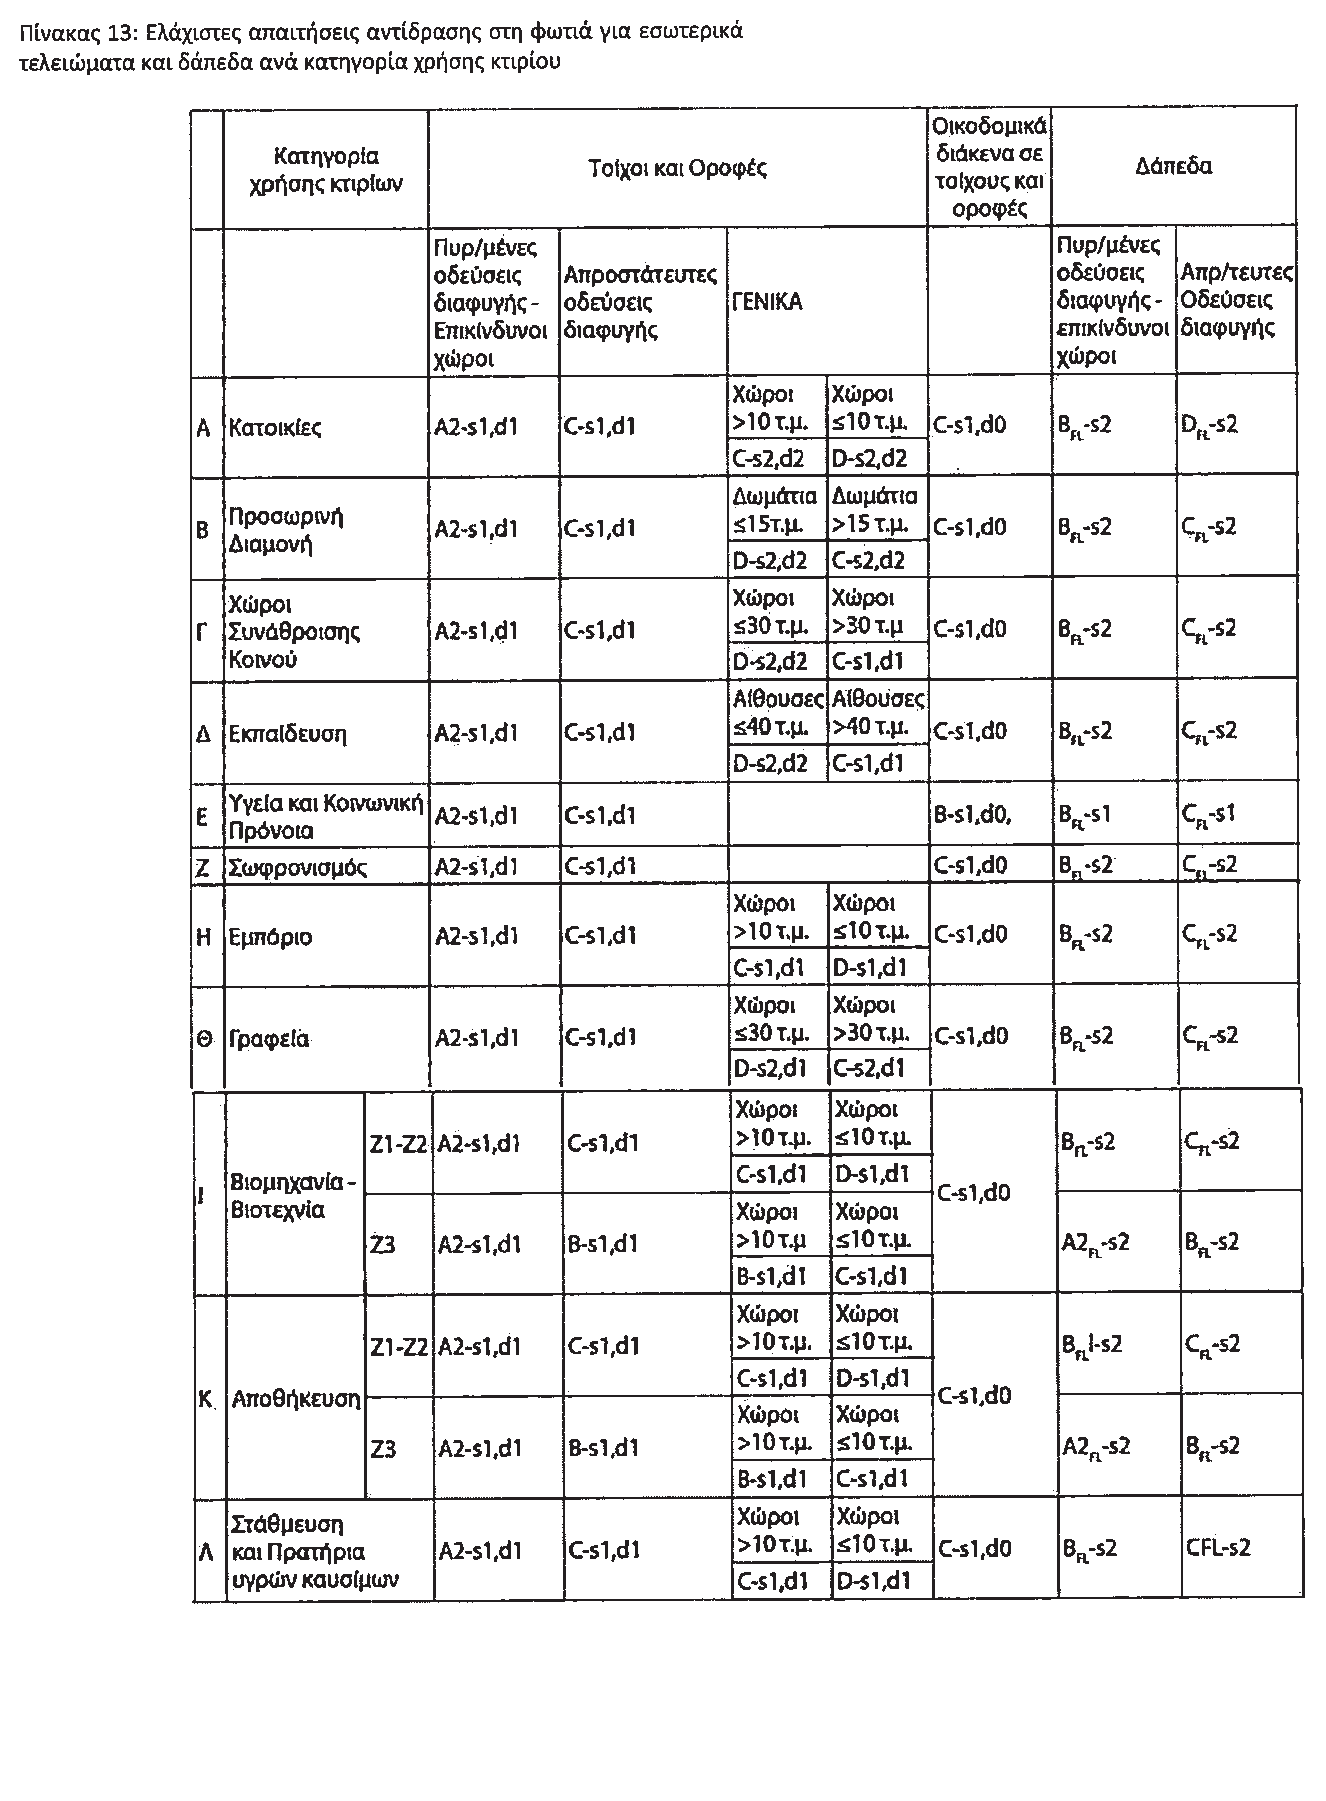 Πίνακας 13: Ελάχιστες απαιτήσεις αντίδρασης στη φωτιά για εσωτερικά
τελειώματα και δάπεδα ανά κατηγορία χρήσης κτιρίου
Κατηγορία
χρήσης κτιρίων
Τοίχοι και Οροφές
Οικοδομικά
διάκενα σε
τοίχους και
οροφές
Δάπεδα
Πυρ/μένες
οδεύσεις
διαφυγής -
Επικίνδυνοι
χώροι
Απροστάτευτες
οδεύσεις
διαφυγής
ΓΕΝΙΚΑ
Πυρ/μένες
οδεύσεις
διαφυγής -
επικίνδυνοι
χώροι
Απρ/τευτες
Οδεύσεις
διαφυγής
Α Κατοικίες A2-s1,d1 C-s1,d1
Χώροι
>10 τ.μ.
Χώροι
≤10 τ.μ.
C-s2,d2 D-s2,d2
C-s1,d0 BFL-s2 DFL-s2
Β Προσωρινή
Διαμονή
A2-s1,d1 C-s1,d1
Δωμάτια
≤15τ.μ.
Δωμάτια
>15 τ.μ.
D-s2,d2 C-s2,d2
C-s1,d0 BFL-s2 CFL-s2
Γ Χώροι
Συνάθροισης
Κοινού
A2-s1,d1 C-s1,d1
Χώροι
≤30 τ.μ.
Χώροι
>30 τ.μ
D-s2,d2 C-s1,d1
C-s1,d0 BFL-s2 CFL-s2
Δ Εκπαίδευση A2-s1,d1 C-s1,d1
Αίθουσες
≤40 τ.μ.
Αίθουσες
>40 τ.μ.
D-s2,d2 C-s1,d1
C-s1,d0 BFL-s2 CFL-s2
Ε Υγεία και Κοινωνική
Πρόνοια
A2-s1,d1 C-s1,d1 B-s1,d0, BFL-s1 CFL-s1
Ζ Σωφρονισμός A2-s1,d1 C-s1,d1 C-s1,d0 BFL-s2 CFL-s2
Η Εμπόριο A2-s1,d1 C-s1,d1
Χώροι
>10 τ.μ.
Χώροι
≤10 τ.μ.
C-s1,d1 D-s1,d1
C-s1,d0 BFL-s2 CFL-s2
Θ Γραφεία A2-s1,d1 C-s1,d1
Χώροι
≤30 τ.μ.
Χώροι
>30 τ.μ.
D-s2,d1 C-s2,d1
C-s1,d0 BFL-s2 CFL-s2
Ι Βιομηχανία -
Βιοτεχνία
Z1-Z2 A2-s1,d1 C-s1,d1
Χώροι
>10 τ.μ.
Χώροι
≤10 τ.μ.
C-s1,d1 D-s1,d1
C-s1,d0
BFL-s2 CFL-s2
Z3 A2-s1,d1 B-s1,d1
Χώροι
>10 τ.μ
Χώροι
≤10 τ.μ.
B-s1,d1 C-s1,d1
A2FL-s2 BFL-s2
Κ Αποθήκευση
Z1-Z2 A2-s1,d1 C-s1,d1
Χώροι
>10 τ.μ.
Χώροι
≤10 τ.μ.
C-s1,d1 D-s1,d1
C-s1,d0
BFLl-s2 CFL-s2
Z3 A2-s1,d1 B-s1,d1
Χώροι
>10 τ.μ.
Χώροι
≤10 τ.μ.
B-s1,d1 C-s1,d1
A2FL-s2 BFL-s2
Λ Στάθμευση
και Πρατήρια
υγρών καυσίμων
A2-s1,d1 C-s1,d1
Χώροι
>10 τ.μ.
Χώροι
≤10 τ.μ.
C-s1,d1 D-s1,d1
C-s1,d0 BFL-s2 CFL-s2